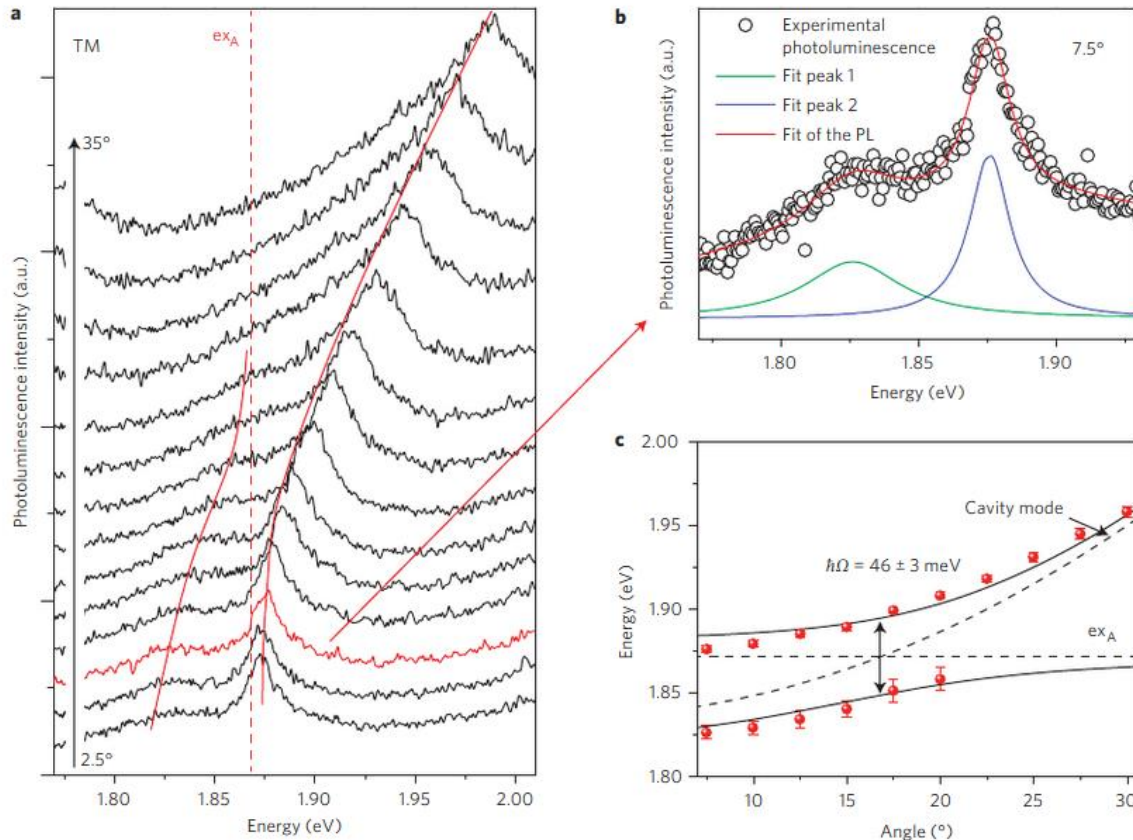 a
TM
ex_A
35°
2.5°
Photoluminescence intensity (a.u.)
1.80
1.85
1.90
1.95
2.00
Energy (eV)
b
Experimental
photoluminescence
Fit peak 1
Fit peak 2
Fit of the PL
7.5°
Photoluminescence intensity (a.u.)
1.80
1.85
1.90
Energy (eV)
c
2.00
1.95
1.90
1.85
1.80
Energy (eV)
Cavity mode
ħΩ = 46 ± 3 meV
ex_A
10
15
20
25
30
Angle (°)